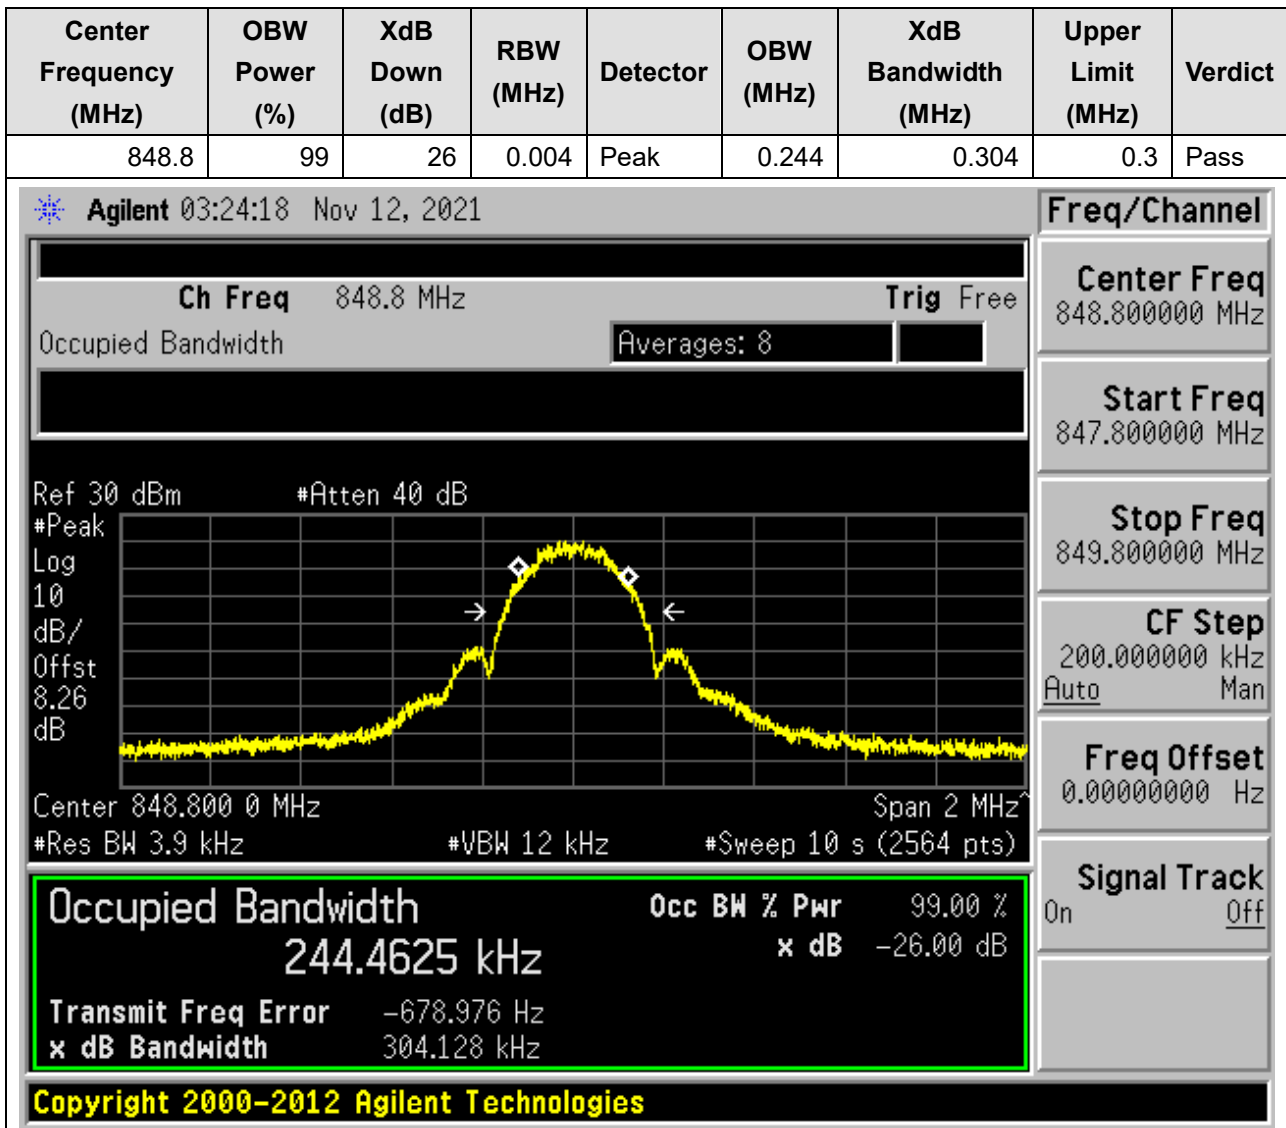 Center Frequency (MHz) OBW Power (%) XdB Down (dB) RBW (MHz) Detector OBW (MHz) XdB Bandwidth (MHz) Upper Limit (MHz) Verdict
848.8 99 26 0.004 Peak 0.244 0.304 0.3 Pass
Agilent 03:24:18 Nov 12, 2021
Freq/Channel
Ch Freq 848.8 MHz Trig Free
Occupied Bandwidth Averages: 8
Center Freq
848.800000 MHz
Start Freq
847.800000 MHz
Stop Freq
849.800000 MHz
CF Step
200.000000 kHz
Auto Man
Freq Offset
0.00000000 Hz
Signal Track
On Off
Ref 30 dBm #Atten 40 dB
#Peak
Log
10
dB/
Offst
8.26
dB
Center 848.800 0 MHz Span 2 MHz^
#Res BW 3.9 kHz #VBW 12 kHz #Sweep 10 s (2564 pts)
Occupied Bandwidth Occ BW % Pwr 99.00 %
244.4625 kHz x dB -26.00 dB
Transmit Freq Error -678.976 Hz
x dB Bandwidth 304.128 kHz
Copyright 2000-2012 Agilent Technologies